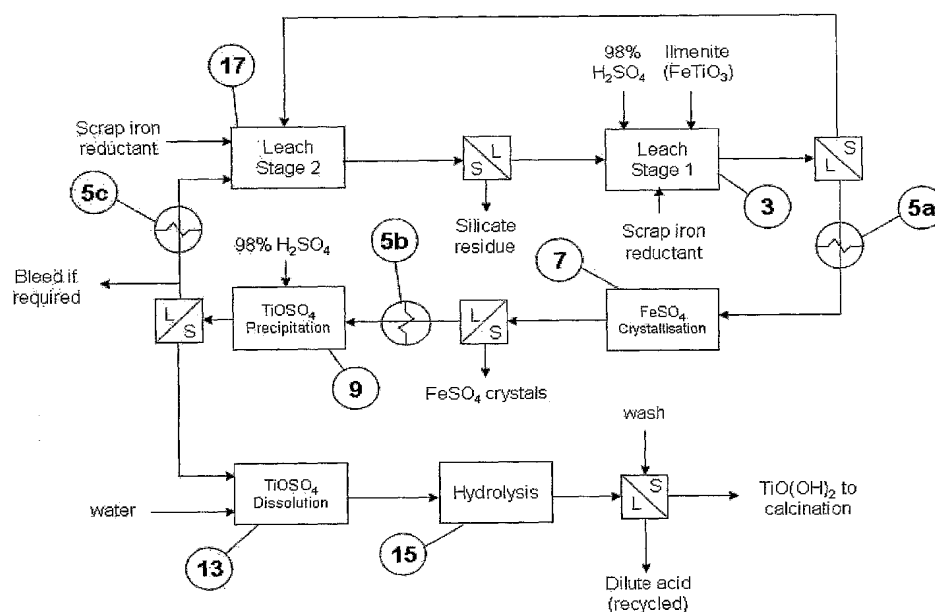 17
98%
H₂SO₄
Ilmenite
(FeTiO₃)
Scrap iron
reductant
Leach
Stage 2
S
L
Leach
Stage 1
S
L
5c
Silicate
residue
Scrap iron
reductant
3
5a
98% H₂SO₄
5b
7
Bleed if
required
L
S
TiOSO₄
Precipitation
L
S
FeSO₄
Crystallisation
9
FeSO₄ crystals
wash
water
TiOSO₄
Dissolution
Hydrolysis
S
L
TiO(OH)₂ to
calcination
13
15
Dilute acid
(recycled)